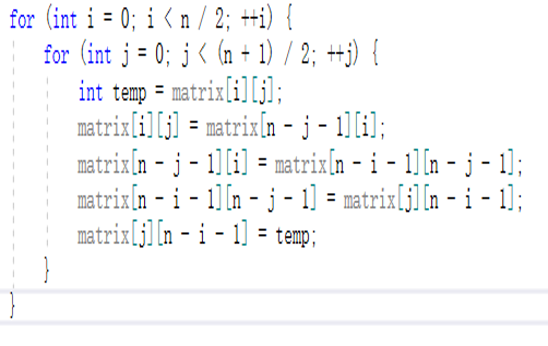 for (int i = 0; i < n / 2; ++i) {
    for (int j = 0; j < (n + 1) / 2; ++j) {
        int temp = matrix[i][j];
        matrix[i][j] = matrix[n - j - 1][i];
        matrix[n - j - 1][i] = matrix[n - i - 1][n - j - 1];
        matrix[n - i - 1][n - j - 1] = matrix[j][n - i - 1];
        matrix[j][n - i - 1] = temp;
    }
}